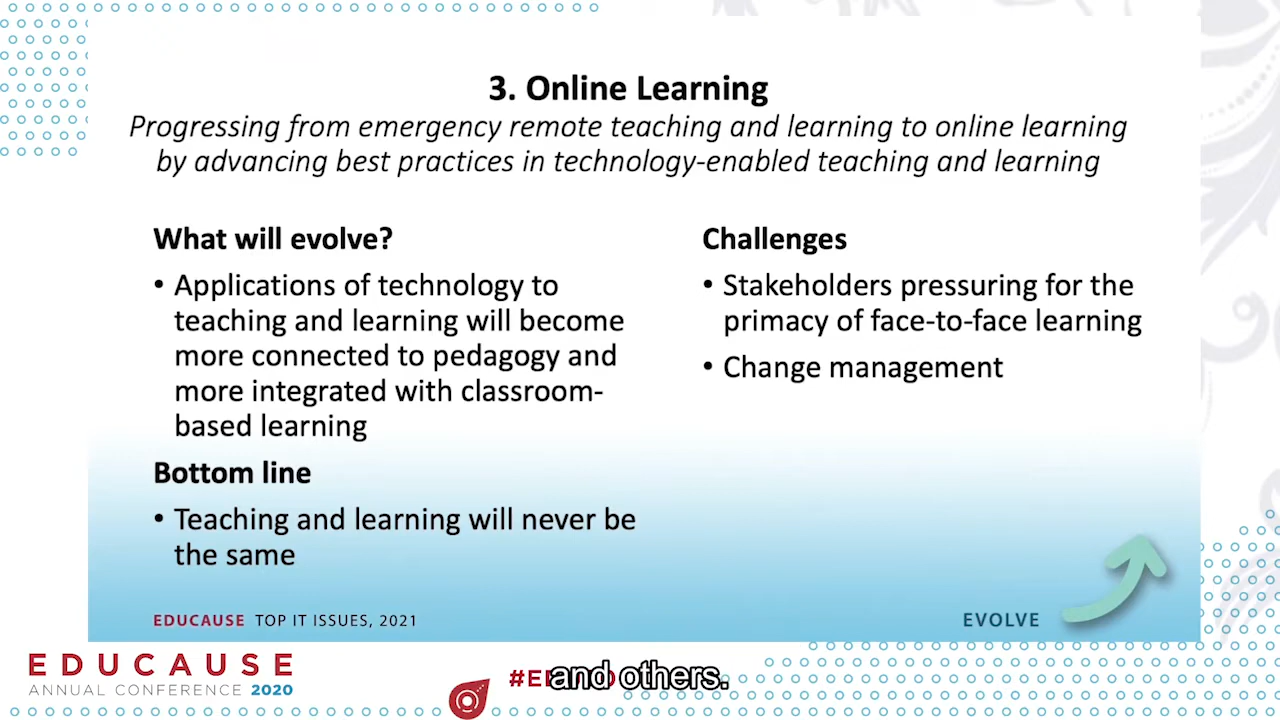 3. Online Learning
Progressing from emergency remote teaching and learning to online learning
by advancing best practices in technology-enabled teaching and learning
What will evolve?
• Applications of technology to
teaching and learning will become
more connected to pedagogy and
more integrated with classroom-
based learning
Bottom line
• Teaching and learning will never be
the same
Challenges
• Stakeholders pressuring for the
primacy of face-to-face learning
• Change management
EDUCAUSE TOP IT ISSUES, 2021
EVOLVE
EDUCAUSE
ANNUAL CONFERENCE 2020
and others.